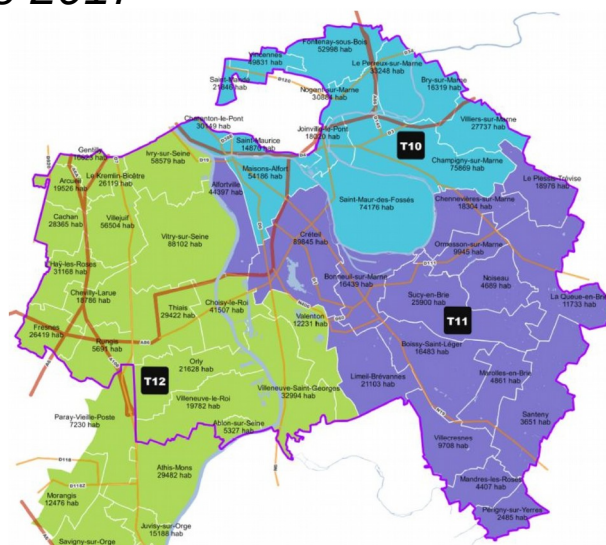 Fontenay-sous-Bois
52998 hab
Vincennes
49831 hab
Le Perreux-sur-Marne
33248 hab
Saint-Mandé
Nogent-sur-Marne
Bry-sur-Marne
16319 hab
Villiers-sur-Marne
27737 hab
Charenton-le-Pont
30149 hab
Joinville-le-Pont
Saint-Maurice
T10
Champigny-sur-Marne
75869 hab
Gentilly
Ivry-sur-Seine
58579 hab
Le Kremlin-Bicêtre
26119 hab
Arcueil
19526 hab
Maisons-Alfort
54186 hab
Alfortville
44397 hab
Le Plessis-Trévise
18976 hab
Cachan
28365 hab
Villejuif
56504 hab
Saint-Maur-des-Fossés
74176 hab
Chennevières-sur-Marne
18304 hab
Vitry-sur-Seine
88102 hab
Créteil
89845 hab
Ormesson-sur-Marne
9945 hab
Haÿ-les-Roses
31168 hab
Bonneuil-sur-Marne
16439 hab
Noiseau
4689 hab
Chevilly-Larue
18786 hab
Thiais
29422 hab
Choisy-le-Roi
41507 hab
Sucy-en-Brie
25900 hab
La Queue-en-Brie
11733 hab
Valenton
12231 hab
T11
Fresnes
26419 hab
Rungis
5691 hab
Boissy-Saint-Léger
16483 hab
Orly
21628 hab
T12
Limeil-Brévannes
21103 hab
Marolles-en-Brie
4861 hab
Villeneuve-le-Roi
19782 hab
Villeneuve-Saint-Georges
32994 hab
Paray-Vieille-Poste
7230 hab
Ablon-sur-Seine
5327 hab
Santeny
3651 hab
Villecresnes
9708 hab
Athis-Mons
29482 hab
Mandres-les-Roses
4407 hab
Morangis
12476 hab
Périgny-sur-Yerres
2485 hab
Juvisy-sur-Orge
15188 hab
Savigny-sur-Orge